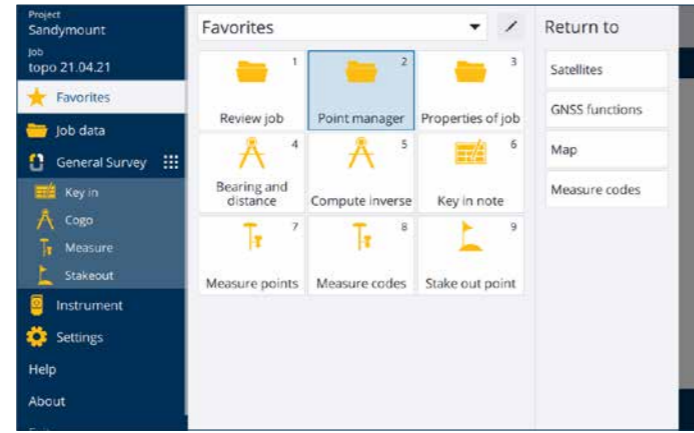 Project
Sandymount
Job
topo 21.04.21
Favorites
Job data
General Survey
Key in
Cogo
Measure
Stakeout
Instrument
Settings
Help
About
Favorites
1
Review job
2
Point manager
3
Properties of job
4
Bearing and
distance
5
Compute inverse
6
Key in note
7
Measure points
8
Measure codes
9
Stake out point
Return to
Satellites
GNSS functions
Map
Measure codes